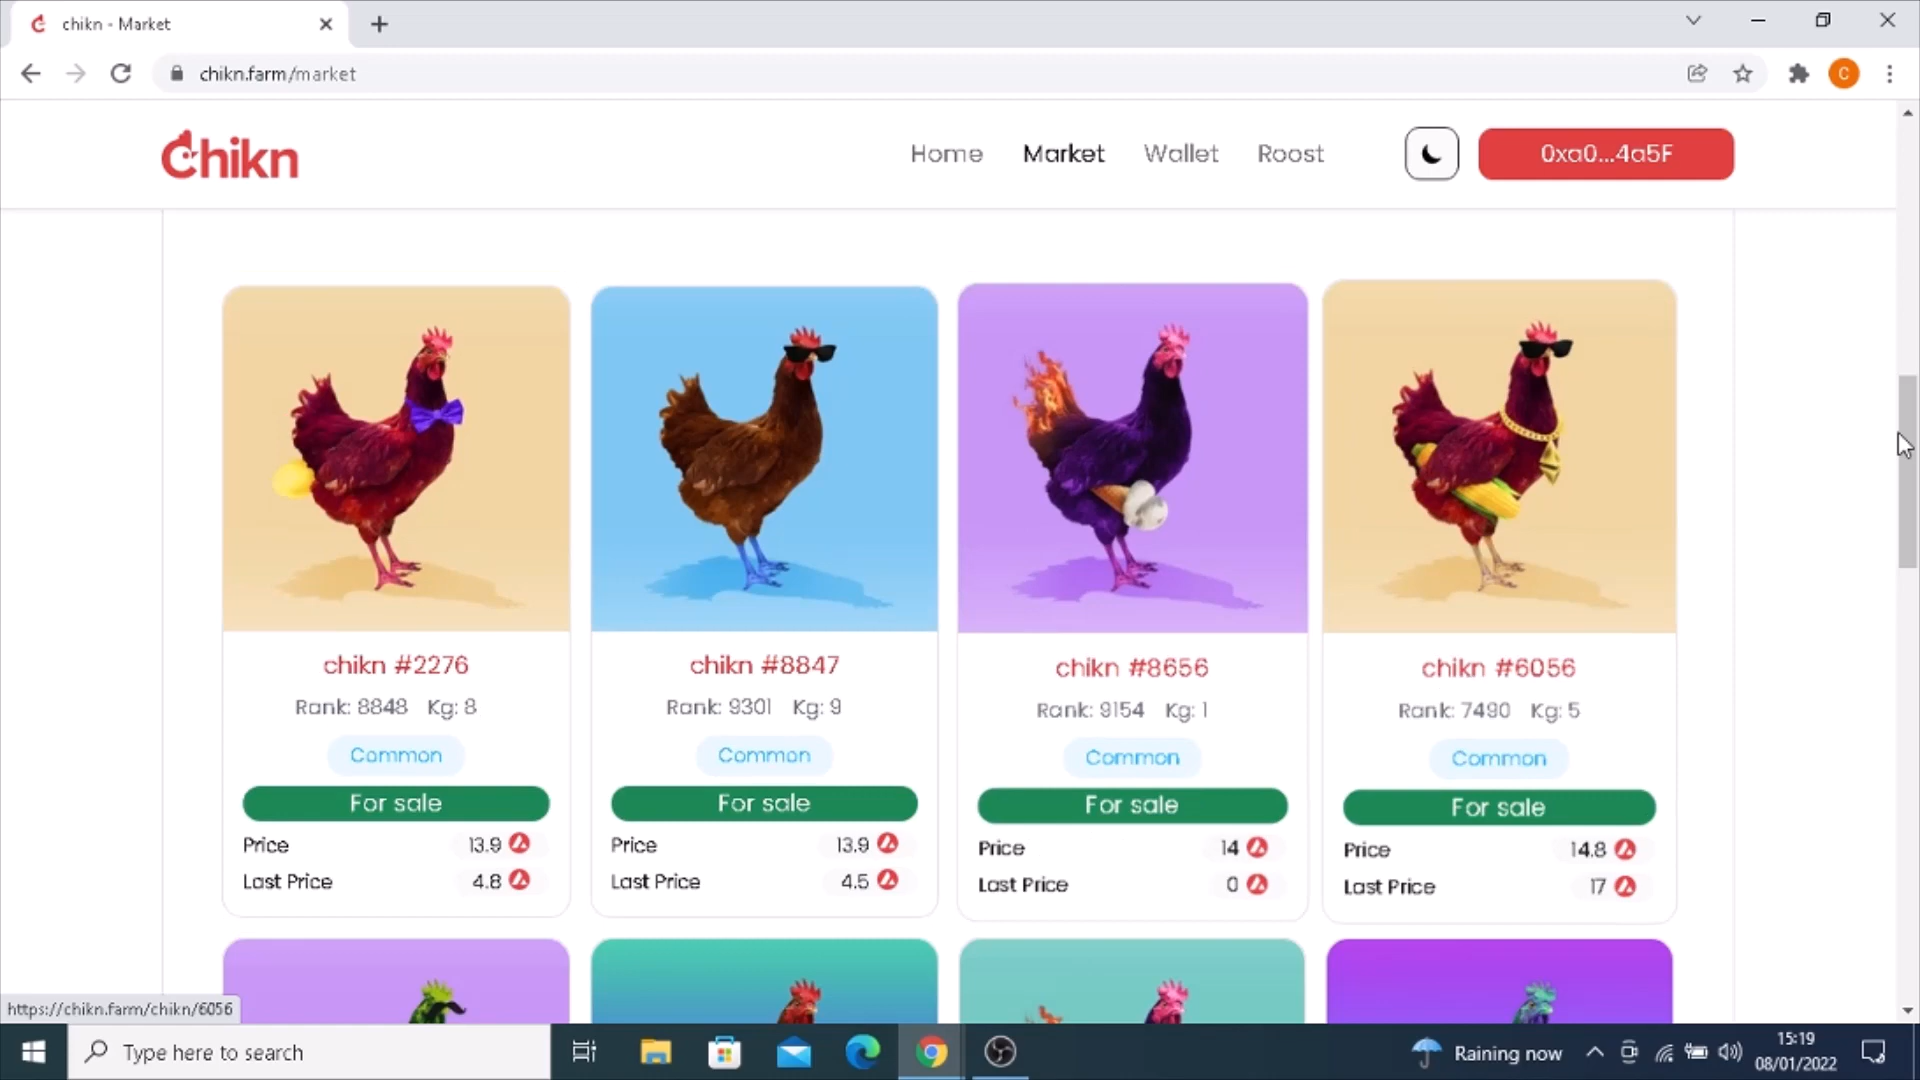 chikn - Market
chikn.farm/market
C
Chikn
Home Market Wallet Roost
0xa0...4a5F
chikn #2276
Rank: 8848 Kg: 8
Common
For sale
Price 13.9
Last Price 4.8
chikn #8847
Rank: 9301 Kg: 9
Common
For sale
Price 13.9
Last Price 4.5
chikn #8656
Rank: 9154 Kg: 1
Common
For sale
Price 14
Last Price 0
chikn #6056
Rank: 7490 Kg: 5
Common
For sale
Price 14.8
Last Price 17
https://chikn.farm/chikn/6056
Type here to search
Raining now
15:19
08/01/2022